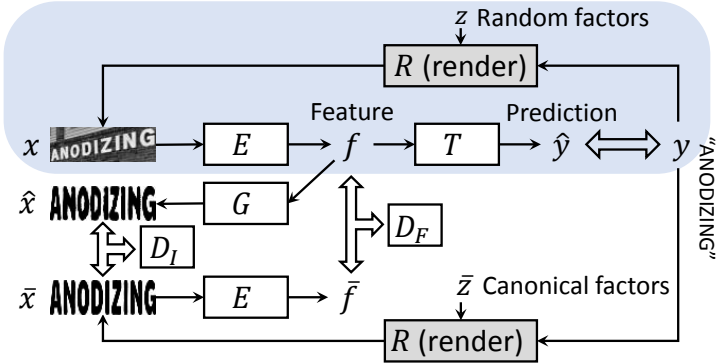 z Random factors
R (render)
Feature
Prediction
x ANODIZING E f T ŷ y
"ANODIZING"
x̂ ANODIZING G
D_I
D_F
x̄ ANODIZING E f̄
z̄ Canonical factors
R (render)